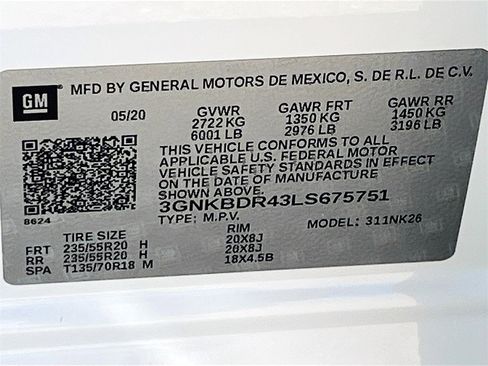 GM
MFD BY GENERAL MOTORS DE MEXICO, S. DE R.L. DE C.V.
05/20 GVWR GAWR FRT GAWR RR
2722 KG 1350 KG 1450 KG
6001 LB 2976 LB 3196 LB
THIS VEHICLE CONFORMS TO ALL
APPLICABLE U.S. FEDERAL MOTOR
VEHICLE SAFETY STANDARDS IN
EFFECT ON THE DATE OF MANUFACTURE
SHOWN ABOVE.
8624 3GNKBDR43LS675751
TYPE: M.P.V. MODEL: 311NK26
TIRE SIZE RIM
FRT 235/55R20 H 20X8J
RR 235/55R20 H 20X8J
SPA T135/70R18 M 18X4.5B